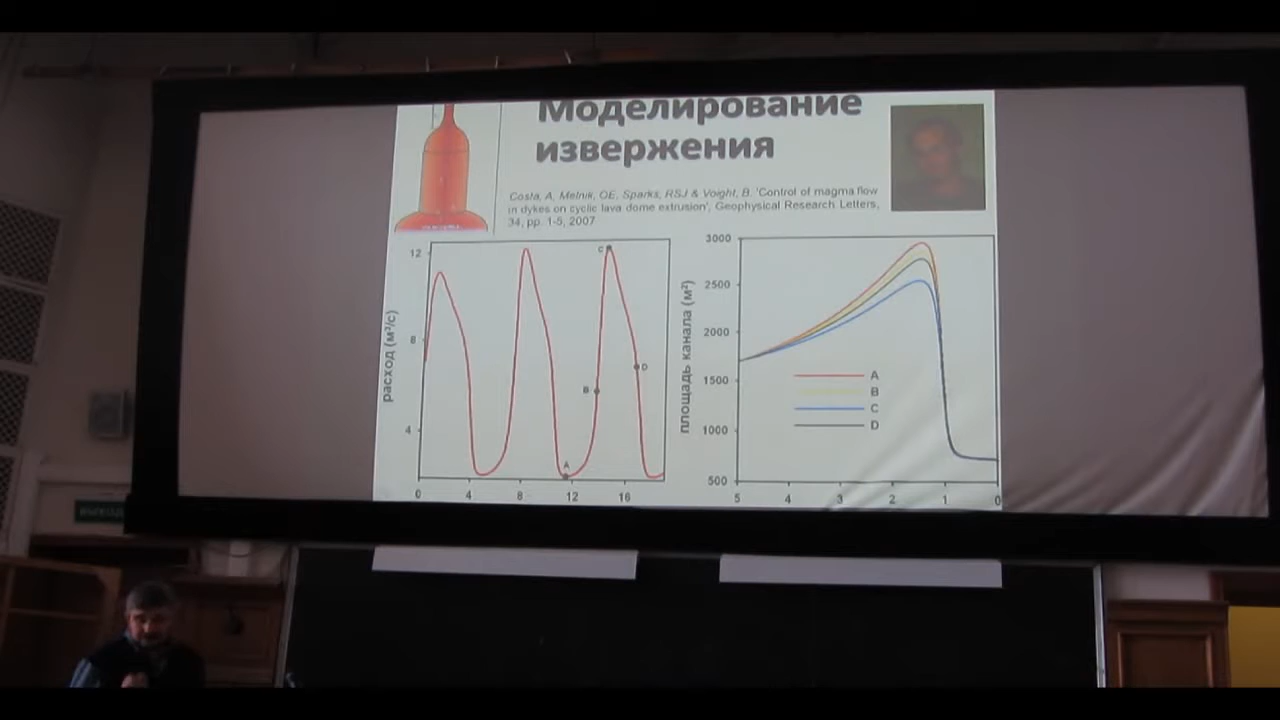 Моделирование
извержения
Costa, A, Melnik, OE, Sparks, RSJ & Voight, B. 'Control of magma flow
in dykes on cyclic lava dome extrusion', Geophysical Research Letters,
34, pp. 1-5, 2007
расход (м³/с)
12
8
4
0 4 8 12 16
A
B
C
D
площадь канала (м²)
3000
2500
2000
1500
1000
500
5 4 3 2 1 0
A
B
C
D
ВЫХОД